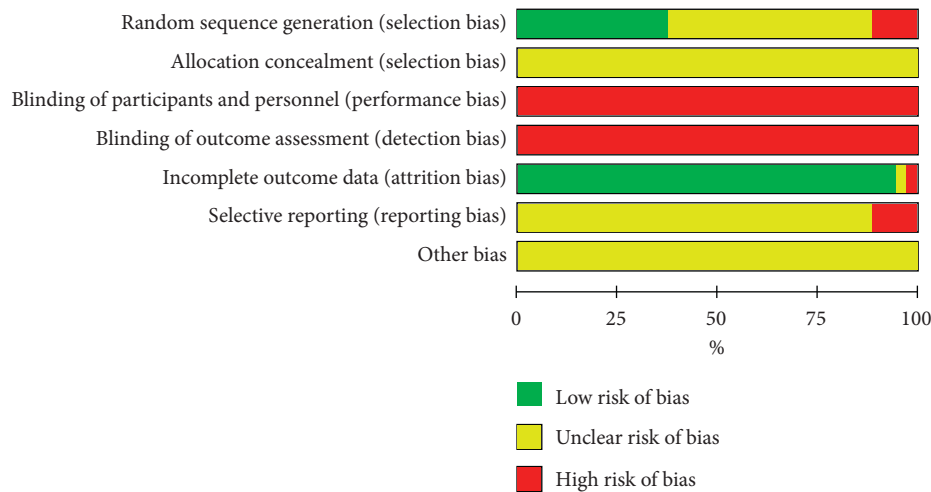 Random sequence generation (selection bias)
Allocation concealment (selection bias)
Blinding of participants and personnel (performance bias)
Blinding of outcome assessment (detection bias)
Incomplete outcome data (attrition bias)
Selective reporting (reporting bias)
Other bias
0 25 50 75 100
%
Low risk of bias
Unclear risk of bias
High risk of bias